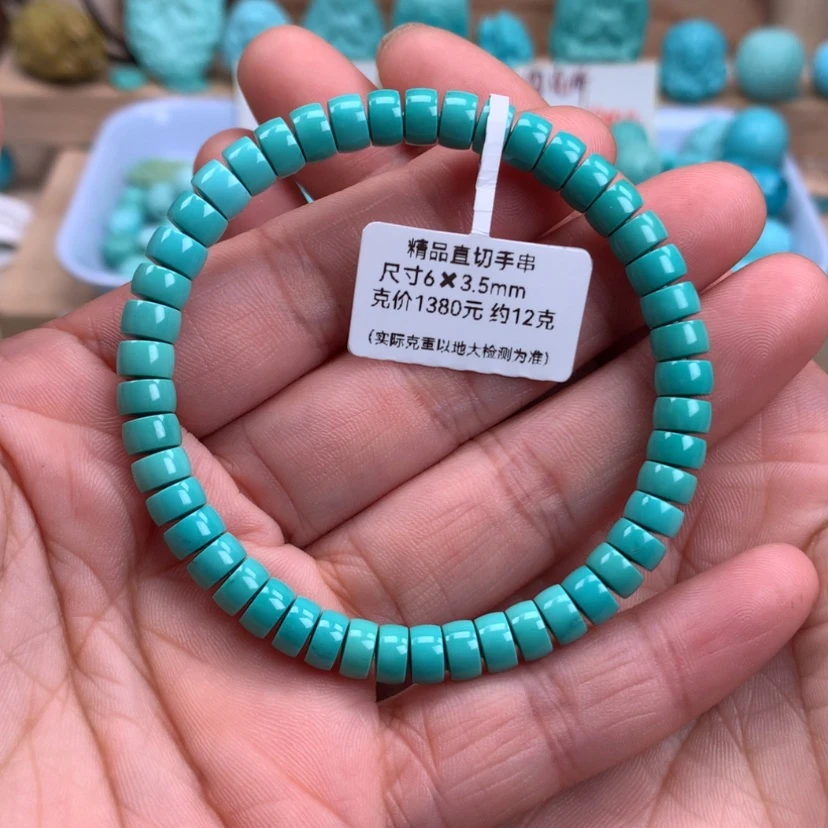 精品直切手串
尺寸6✖3.5mm
克价1380元 约12克
(实际克重以地大检测为准)